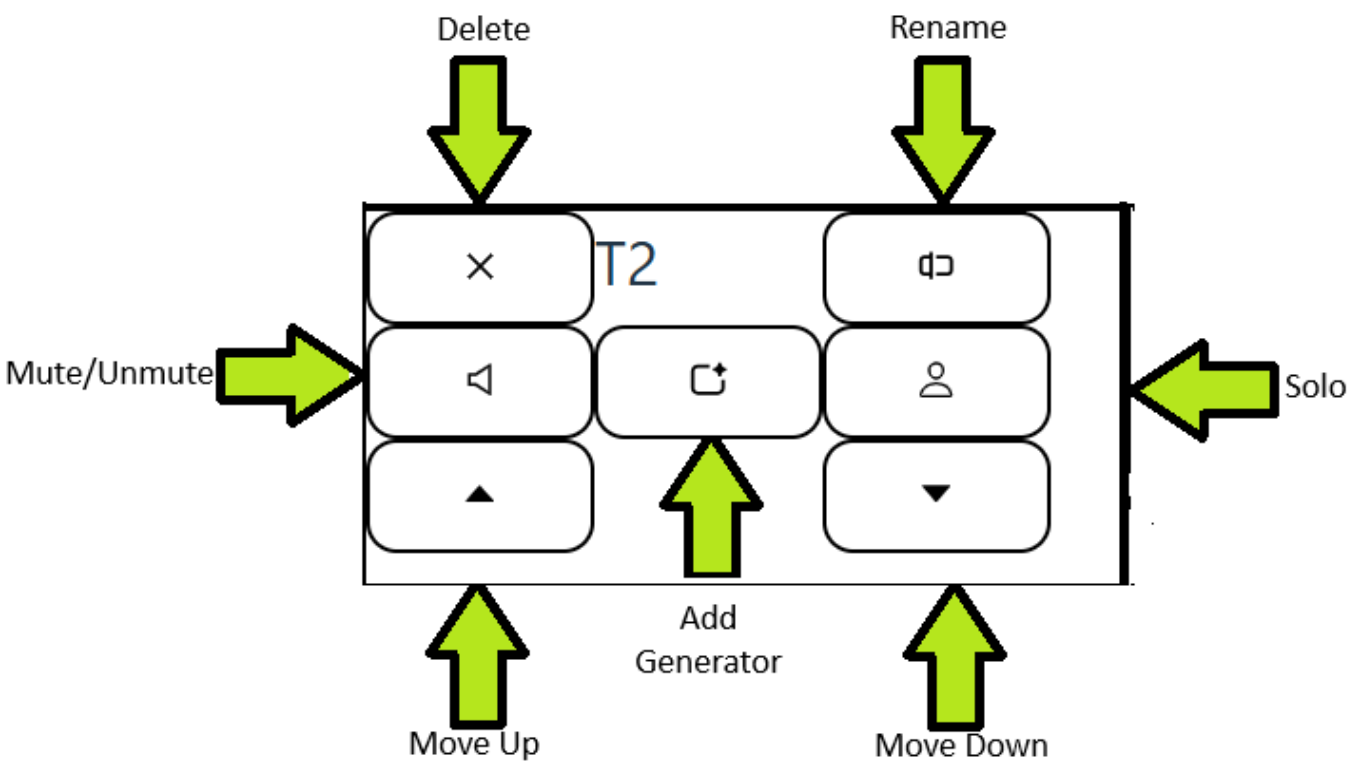 Delete
Rename
T2
Mute/Unmute
Solo
Add
Generator
Move Up
Move Down